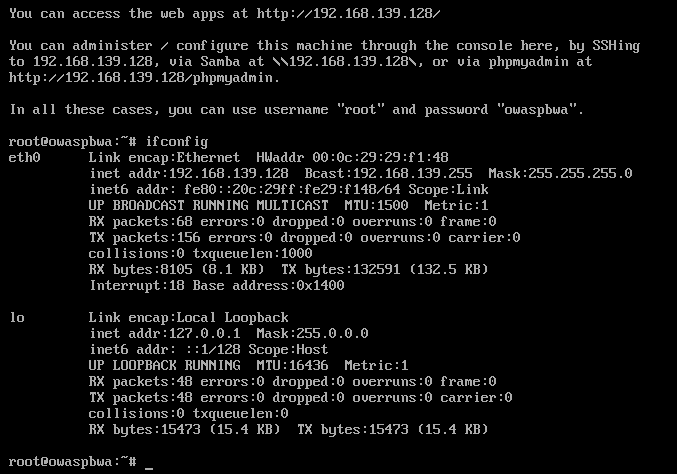 You can access the web apps at http://192.168.139.128/
You can administer / configure this machine through the console here, by SSHing
to 192.168.139.128, via Samba at \\192.168.139.128\, or via phpmyadmin at
http://192.168.139.128/phpmyadmin.
In all these cases, you can use username "root" and password "owaspbwa".
root@owaspbwa:~# ifconfig
eth0 Link encap:Ethernet HWaddr 00:0c:29:29:f1:48
inet addr:192.168.139.128 Bcast:192.168.139.255 Mask:255.255.255.0
inet6 addr: fe80::20c:29ff:fe29:f148/64 Scope:Link
UP BROADCAST RUNNING MULTICAST MTU:1500 Metric:1
RX packets:68 errors:0 dropped:0 overruns:0 frame:0
TX packets:156 errors:0 dropped:0 overruns:0 carrier:0
collisions:0 txqueuelen:1000
RX bytes:8105 (8.1 KB) TX bytes:132591 (132.5 KB)
Interrupt:18 Base address:0x1400
lo Link encap:Local Loopback
inet addr:127.0.0.1 Mask:255.0.0.0
inet6 addr: ::1/128 Scope:Host
UP LOOPBACK RUNNING MTU:16436 Metric:1
RX packets:48 errors:0 dropped:0 overruns:0 frame:0
TX packets:48 errors:0 dropped:0 overruns:0 carrier:0
collisions:0 txqueuelen:0
RX bytes:15473 (15.4 KB) TX bytes:15473 (15.4 KB)
root@owaspbwa:~# _